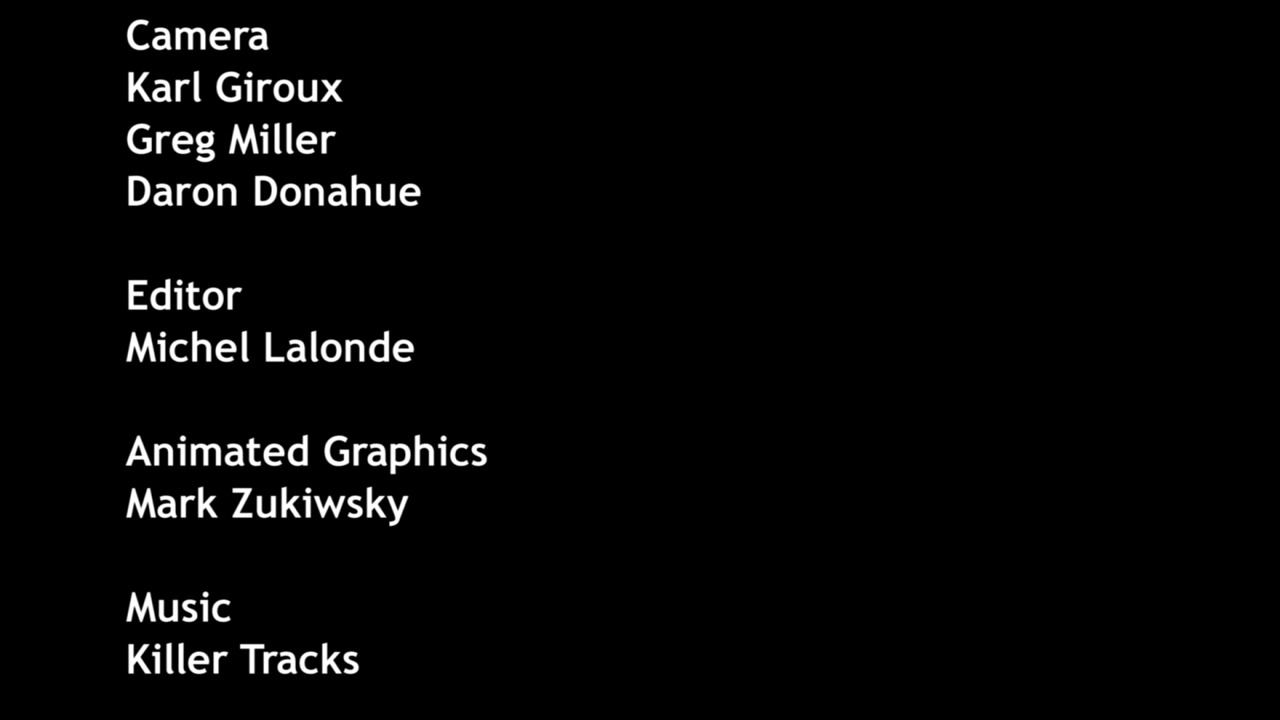 Camera
Karl Giroux
Greg Miller
Daron Donahue
Editor
Michel Lalonde
Animated Graphics
Mark Zukiwsky
Music
Killer Tracks